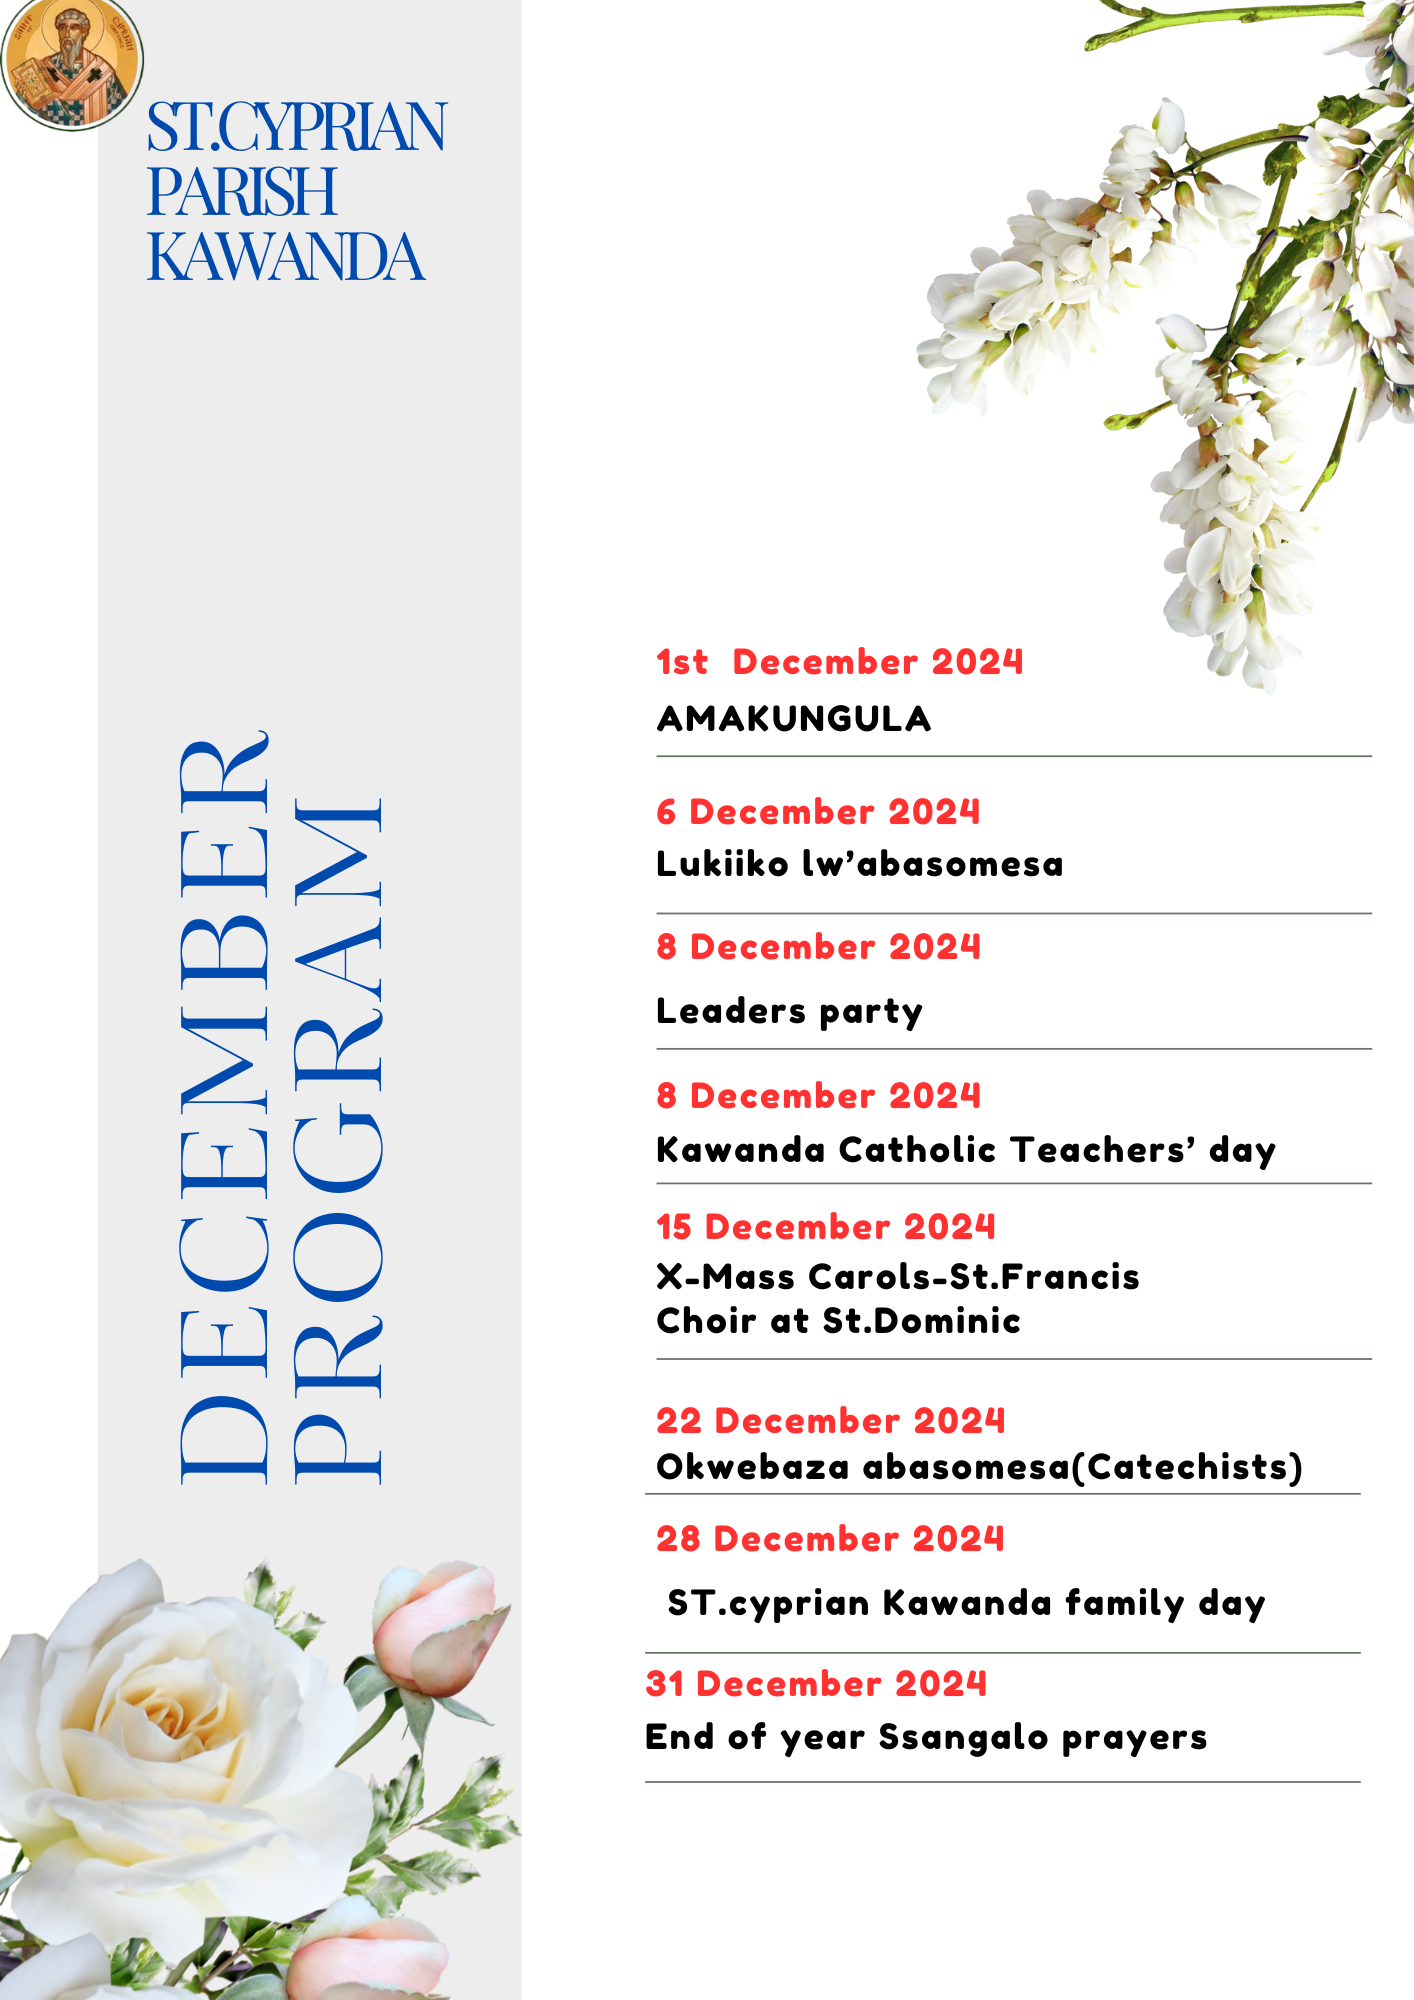 SAINT CYPRIAN
ST.CYPRIAN
PARISH
KAWANDA
DECEMBER
PROGRAM
1st December 2024
AMAKUNGULA
6 December 2024
Lukiiko lw’abasomesa
8 December 2024
Leaders party
8 December 2024
Kawanda Catholic Teachers’ day
15 December 2024
X-Mass Carols-St.Francis
Choir at St.Dominic
22 December 2024
Okwebaza abasomesa(Catechists)
28 December 2024
ST.cyprian Kawanda family day
31 December 2024
End of year Ssangalo prayers